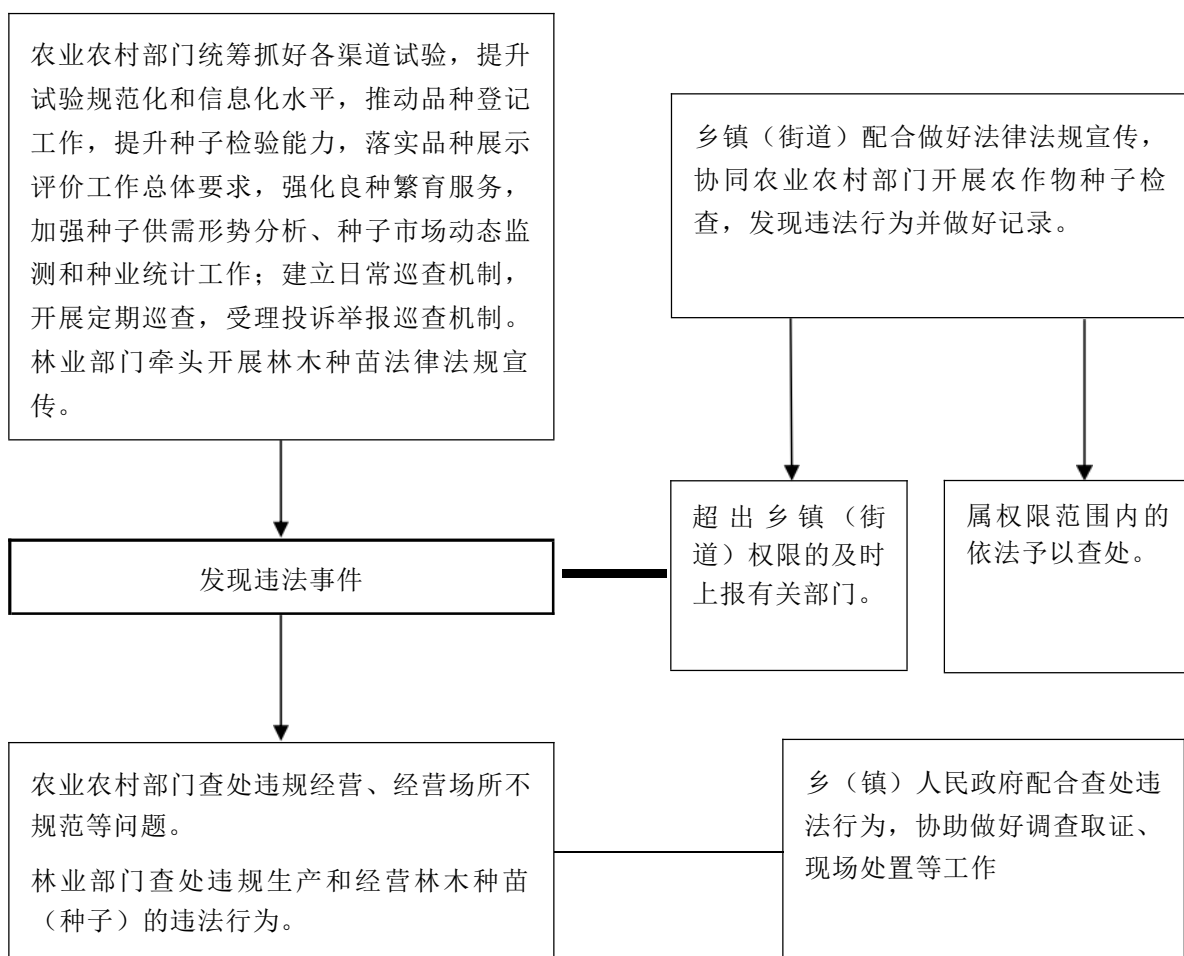 农业农村部门统筹抓好各渠道试验，提升
试验规范化和信息化水平，推动品种登记
工作，提升种子检验能力，落实品种展示
评价工作总体要求，强化良种繁育服务，
加强种子供需形势分析、种子市场动态监
测和种业统计工作；建立日常巡查机制，
开展定期巡查，受理投诉举报巡查机制。
林业部门牵头开展林木种苗法律法规宣
传。
乡镇（街道）配合做好法律法规宣传，
协同农业农村部门开展农作物种子检
查，发现违法行为并做好记录。
超出乡镇（街
道）权限的及时
上报有关部门。
属权限范围内的
依法予以查处。
发现违法事件
农业农村部门查处违规经营、经营场所不
规范等问题。
林业部门查处违规生产和经营林木种苗
（种子）的违法行为。
乡（镇）人民政府配合查处违
法行为，协助做好调查取证、
现场处置等工作